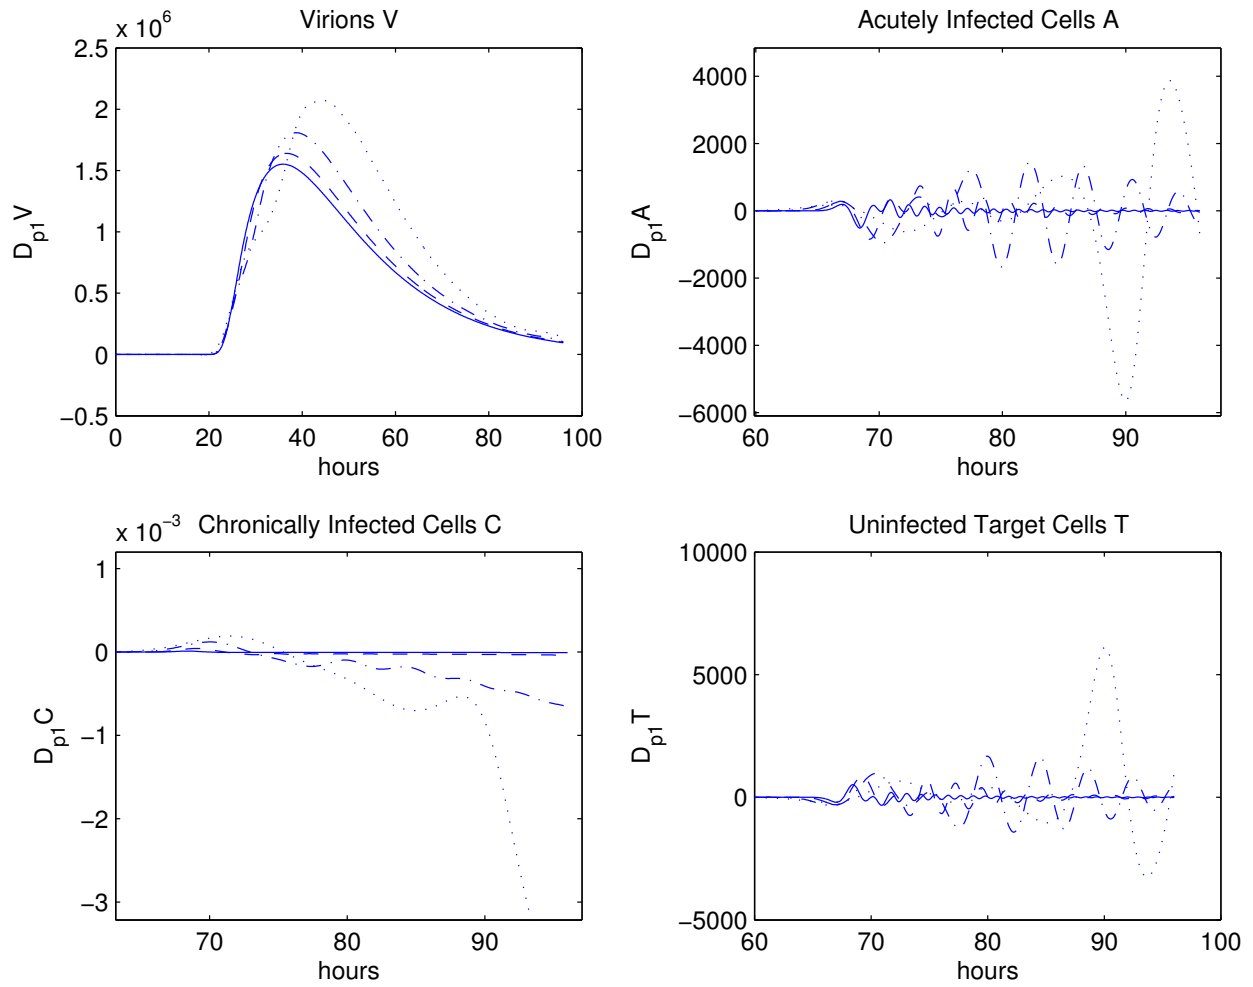 Virions V
x 10^6
2.5
2
1.5
1
0.5
0
−0.5
0 20 40 60 80 100
hours
D_p1 V
Acutely Infected Cells A
4000
2000
0
−2000
−4000
−6000
60 70 80 90
hours
D_p1 A
x 10^−3 Chronically Infected Cells C
1
0
−1
−2
−3
70 80 90
hours
D_p1 C
Uninfected Target Cells T
10000
5000
0
−5000
60 70 80 90 100
hours
D_p1 T